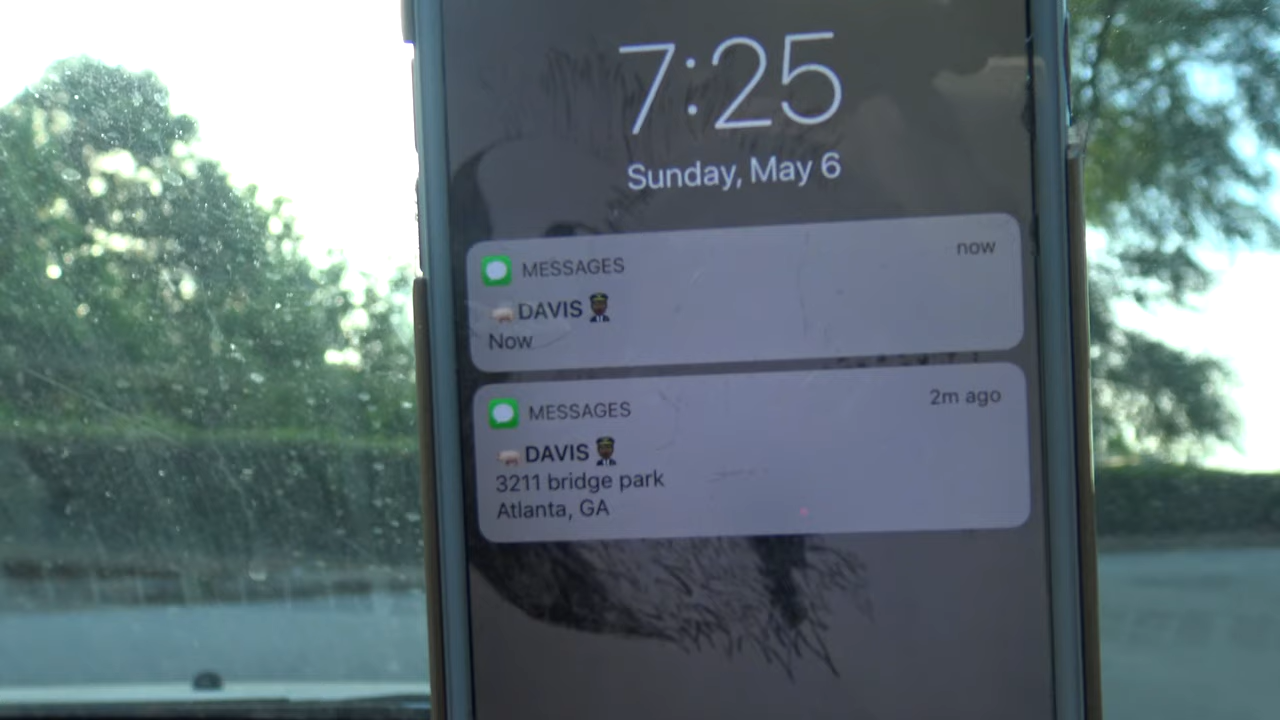 7:25
Sunday, May 6
MESSAGES
now
DAVIS
Now
MESSAGES
2m ago
DAVIS
3211 bridge park
Atlanta, GA